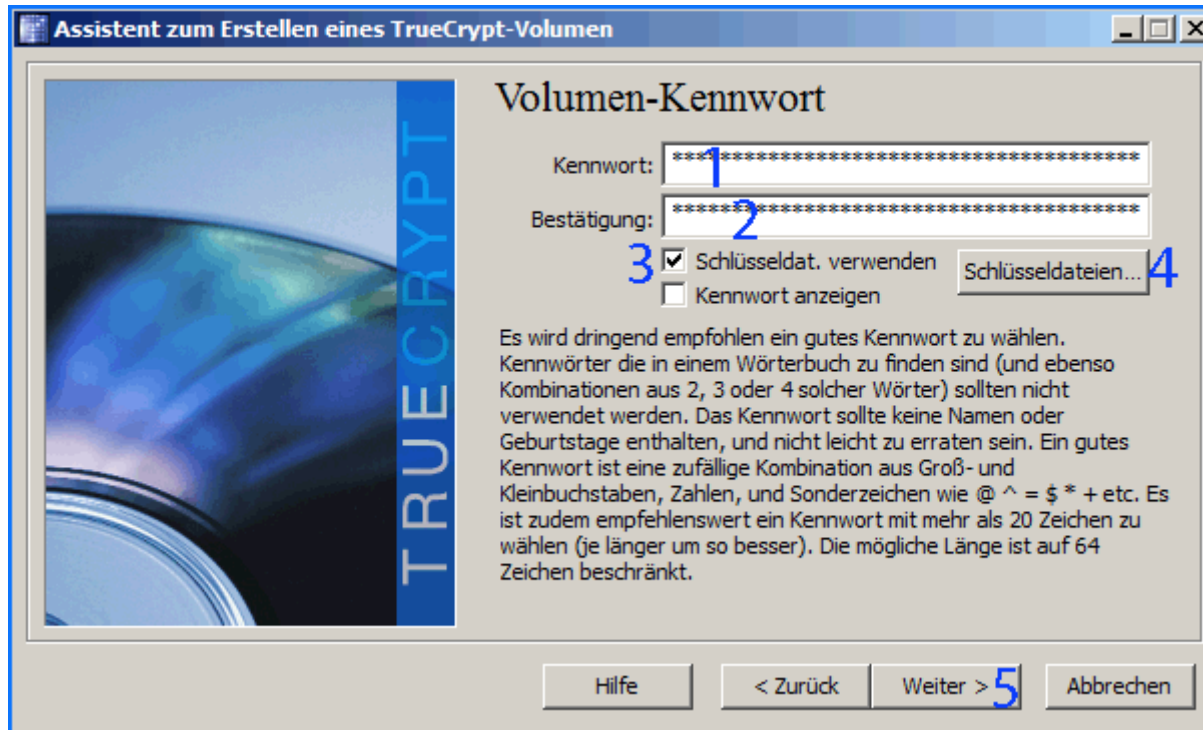 Assistent zum Erstellen eines TrueCrypt-Volumen
TRUECRYPT
Volumen-Kennwort
Kennwort: ***************************************
1
Bestätigung: ***************************************
2
3 Schlüsseldat. verwenden Schlüsseldateien... 4
Kennwort anzeigen
Es wird dringend empfohlen ein gutes Kennwort zu wählen.
Kennwörter die in einem Wörterbuch zu finden sind (und ebenso
Kombinationen aus 2, 3 oder 4 solcher Wörter) sollten nicht
verwendet werden. Das Kennwort sollte keine Namen oder
Geburtstage enthalten, und nicht leicht zu erraten sein. Ein gutes
Kennwort ist eine zufällige Kombination aus Groß- und
Kleinbuchstaben, Zahlen, und Sonderzeichen wie @ ^ = $ * + etc. Es
ist zudem empfehlenswert ein Kennwort mit mehr als 20 Zeichen zu
wählen (je länger um so besser). Die mögliche Länge ist auf 64
Zeichen beschränkt.
Hilfe < Zurück Weiter > 5 Abbrechen